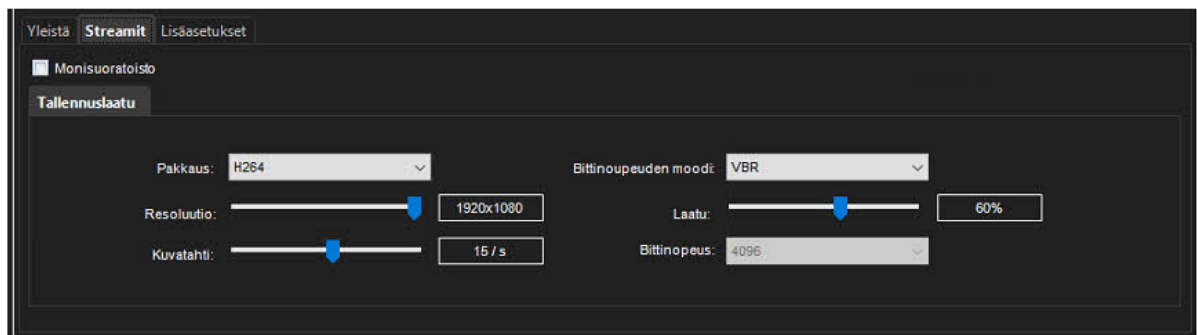 Yleistä Streamit Lisäasetukset
Monisuoratoisto
Tallennuslaatu
Pakkaus: H264 Bittinoupeuden moodi: VBR
Resoluutio: 1920x1080 Laatu: 60%
Kuvatahti: 15 / s Bittinopeus: 4096